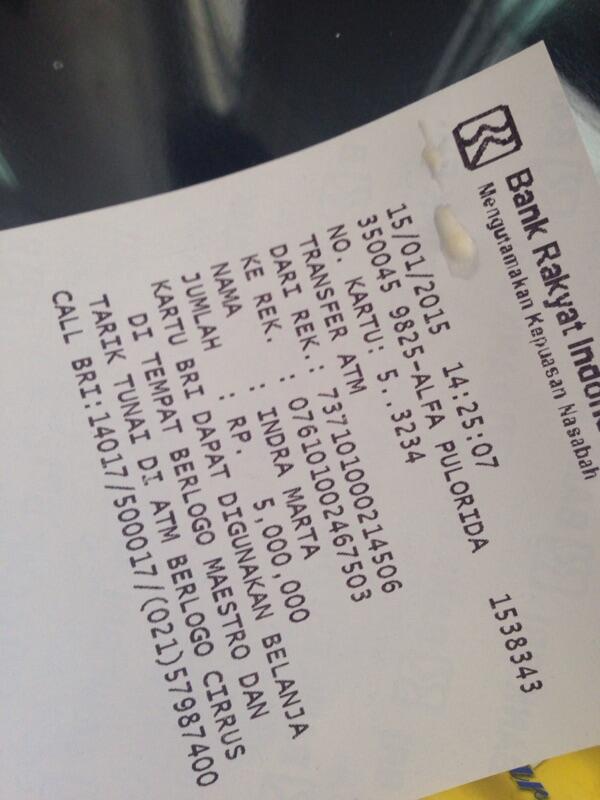 Bank Rakyat Indon
Mengutamakan Kepuasan Nasabah
15/01/2015 14:25:07 1538343
350045 9825-ALFA PULORIDA
NO. KARTU: 5..3234
TRANSFER ATM
DARI REK.: 737101000214506
KE REK. : 076101002467503
NAMA : INDRA MARTA
JUMLAH : RP. 5,000,000
KARTU BRI DAPAT DIGUNAKAN BELANJA
DI TEMPAT BERLOGO MAESTRO DAN
TARIK TUNAI DI ATM BERLOGO CIRRUS
CALL BRI:14017/500017/(021)57987400